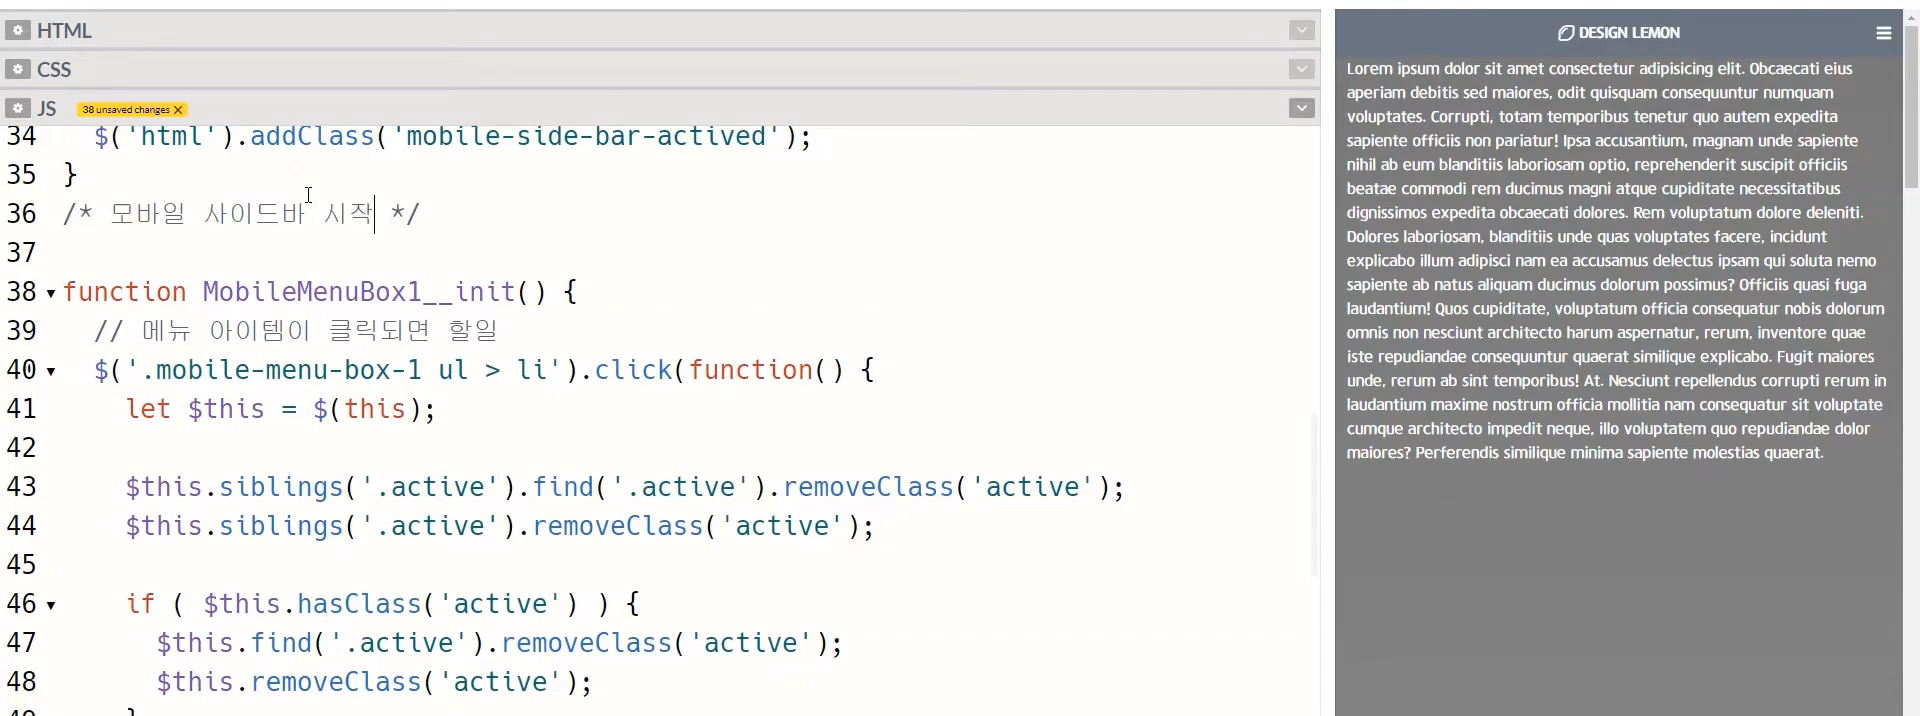 HTML
CSS
JS 38 unsaved changes X
34 $('html').addClass('mobile-side-bar-actived');
35 }
36 /* 모바일 사이드바 시작 */
37
38 function MobileMenuBox1__init() {
39 // 메뉴 아이템이 클릭되면 할일
40 $('.mobile-menu-box-1 ul > li').click(function() {
41 let $this = $(this);
42
43 $this.siblings('.active').find('.active').removeClass('active');
44 $this.siblings('.active').removeClass('active');
45
46 if ( $this.hasClass('active') ) {
47 $this.find('.active').removeClass('active');
48 $this.removeClass('active');
49 }
DESIGN LEMON
Lorem ipsum dolor sit amet consectetur adipisicing elit. Obcaecati eius
aperiam debitis sed maiores, odit quisquam consequuntur numquam
voluptates. Corrupti, totam temporibus tenetur quo autem expedita
sapiente officiis non pariatur! Ipsa accusantium, magnam unde sapiente
nihil ab eum blanditiis laboriosam optio, reprehenderit suscipit officiis
beatae commodi rem ducimus magni atque cupiditate necessitatibus
dignissimos expedita obcaecati dolores. Rem voluptatum dolore deleniti.
Dolores laboriosam, blanditiis unde quas voluptates facere, incidunt
explicabo illum adipisci nam ea accusamus delectus ipsam qui soluta nemo
sapiente ab natus aliquam ducimus dolorum possimus? Officiis quasi fuga
laudantium! Quos cupiditate, voluptatum officia consequatur nobis dolorum
omnis non nesciunt architecto harum aspernatur, rerum, inventore quae
iste repudiandae consequuntur quaerat similique explicabo. Fugit maiores
unde, rerum ab sint temporibus! At. Nesciunt repellendus corrupti rerum in
laudantium maxime nostrum officia mollitia nam consequatur sit voluptate
cumque architecto impedit neque, illo voluptatem quo repudiandae dolor
maiores? Perferendis similique minima sapiente molestias quaerat.